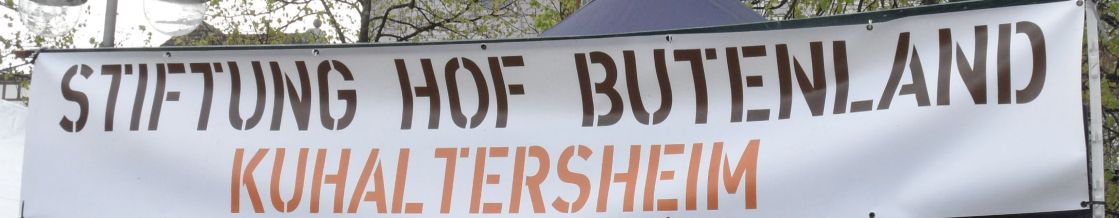 STIFTUNG HOF BUTENLAND
KUHALTERSHEIM